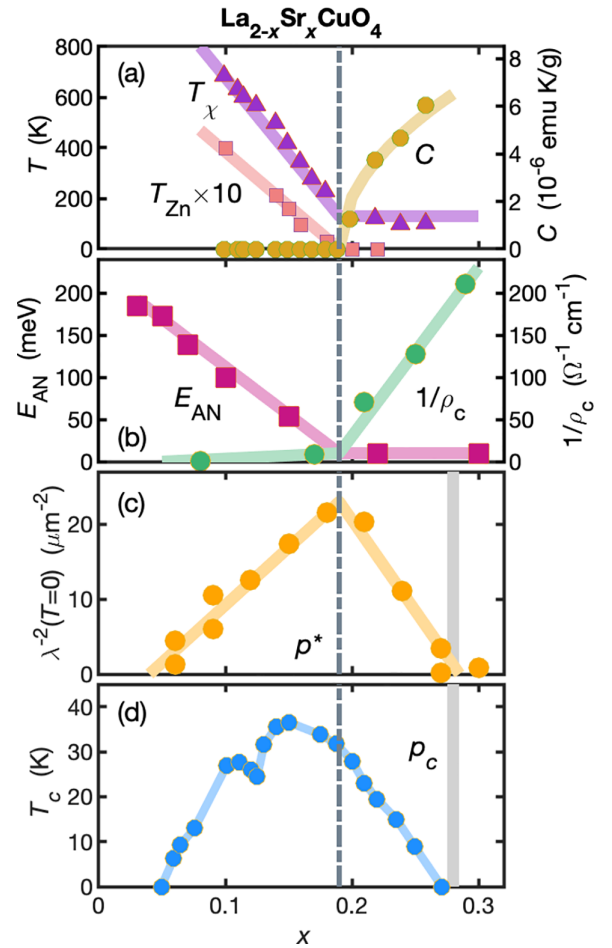 La2-xSrxCuO4
(a)
Tχ
TZn×10
C
T (K)
800
600
400
200
0
C (10-6 emu K/g)
8
6
4
2
0
(b)
EAN
1/ρc
EAN (meV)
200
150
100
50
0
1/ρc (Ω-1 cm-1)
200
150
100
50
0
(c)
p*
λ-2(T=0) (μm-2)
20
10
0
(d)
pc
Tc (K)
40
30
20
10
0
0
0.1
0.2
0.3
x